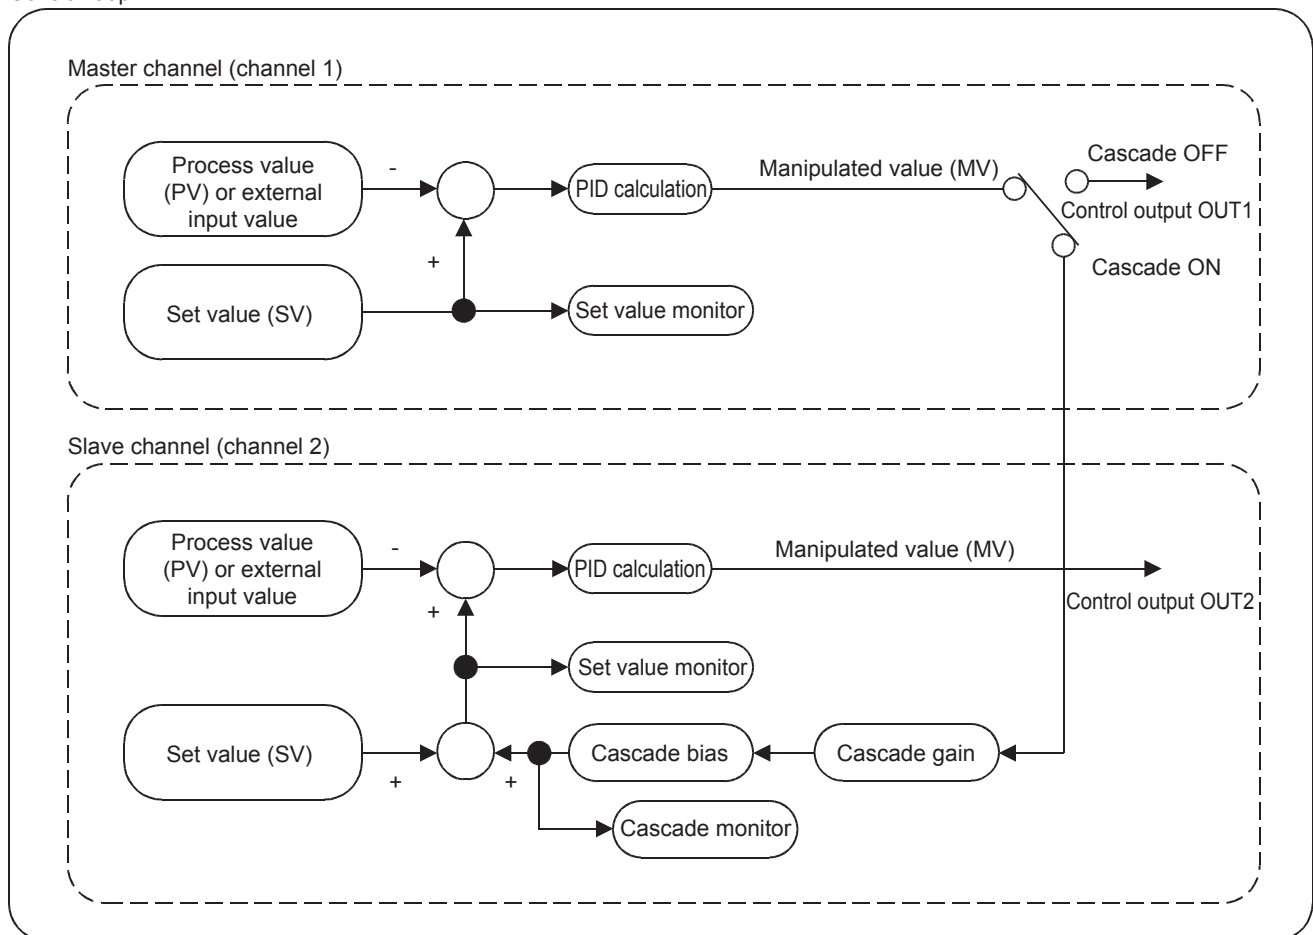 Master channel (channel 1)
Process value
(PV) or external
input value
-
+
PID calculation
Manipulated value (MV)
Cascade OFF
Control output OUT1
Cascade ON
Set value (SV)
Set value monitor
Slave channel (channel 2)
Process value
(PV) or external
input value
-
+
PID calculation
Manipulated value (MV)
Control output OUT2
Set value monitor
Set value (SV)
+
+
Cascade bias
Cascade gain
Cascade monitor